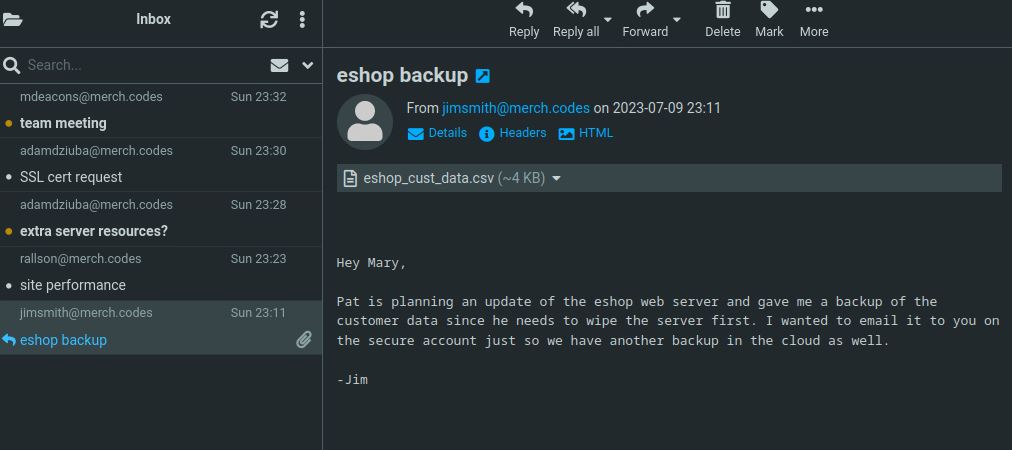 Inbox
Search...
mdeacons@merch.codes Sun 23:32
team meeting
adamdziuba@merch.codes Sun 23:30
SSL cert request
adamdziuba@merch.codes Sun 23:28
extra server resources?
rallson@merch.codes Sun 23:23
site performance
jimsmith@merch.codes Sun 23:11
eshop backup
Reply Reply all Forward Delete Mark More
eshop backup
From jimsmith@merch.codes on 2023-07-09 23:11
Details Headers HTML
eshop_cust_data.csv (~4 KB)
Hey Mary,
Pat is planning an update of the eshop web server and gave me a backup of the
customer data since he needs to wipe the server first. I wanted to email it to you on
the secure account just so we have another backup in the cloud as well.
-Jim